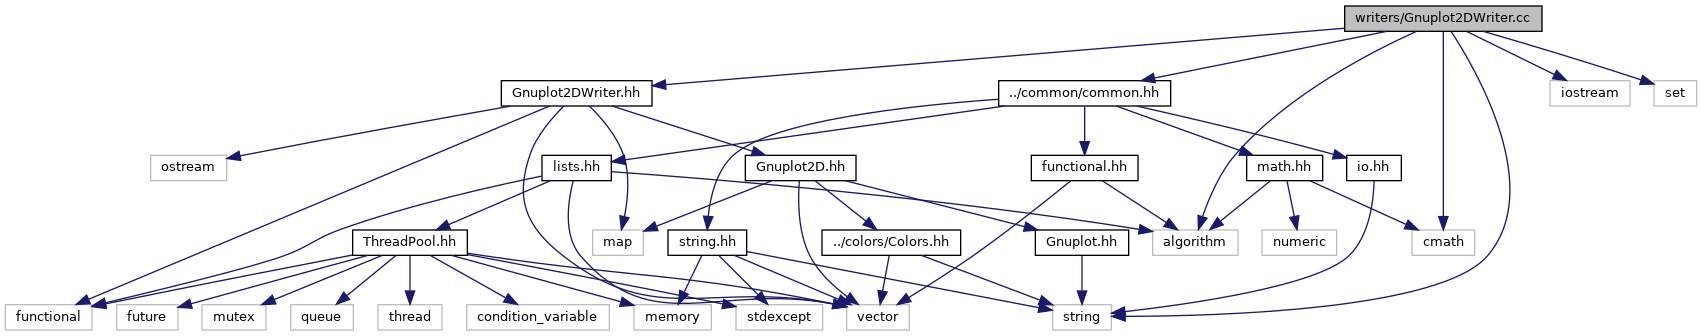 writers/Gnuplot2DWriter.cc
Gnuplot2DWriter.hh
../common/common.hh
iostream
set
ostream
lists.hh
Gnuplot2D.hh
functional.hh
math.hh
io.hh
ThreadPool.hh
map
string.hh
../colors/Colors.hh
Gnuplot.hh
algorithm
numeric
cmath
functional
future
mutex
queue
thread
condition_variable
memory
stdexcept
vector
string